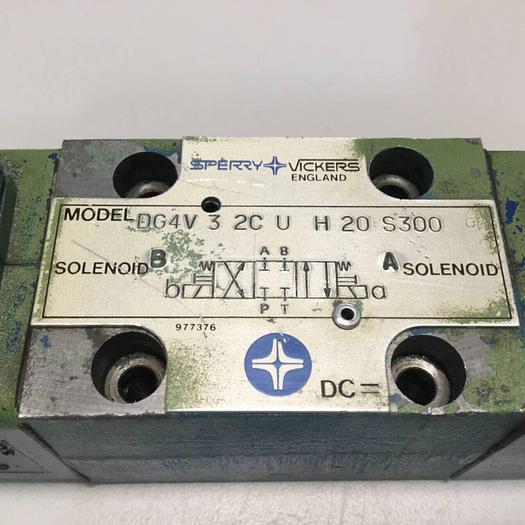 SPERRY VICKERS
ENGLAND
MODEL DG4V 3 2C U H 20 S300
SOLENOID B
A SOLENOID
A B
b
a
P T
977376
DC =